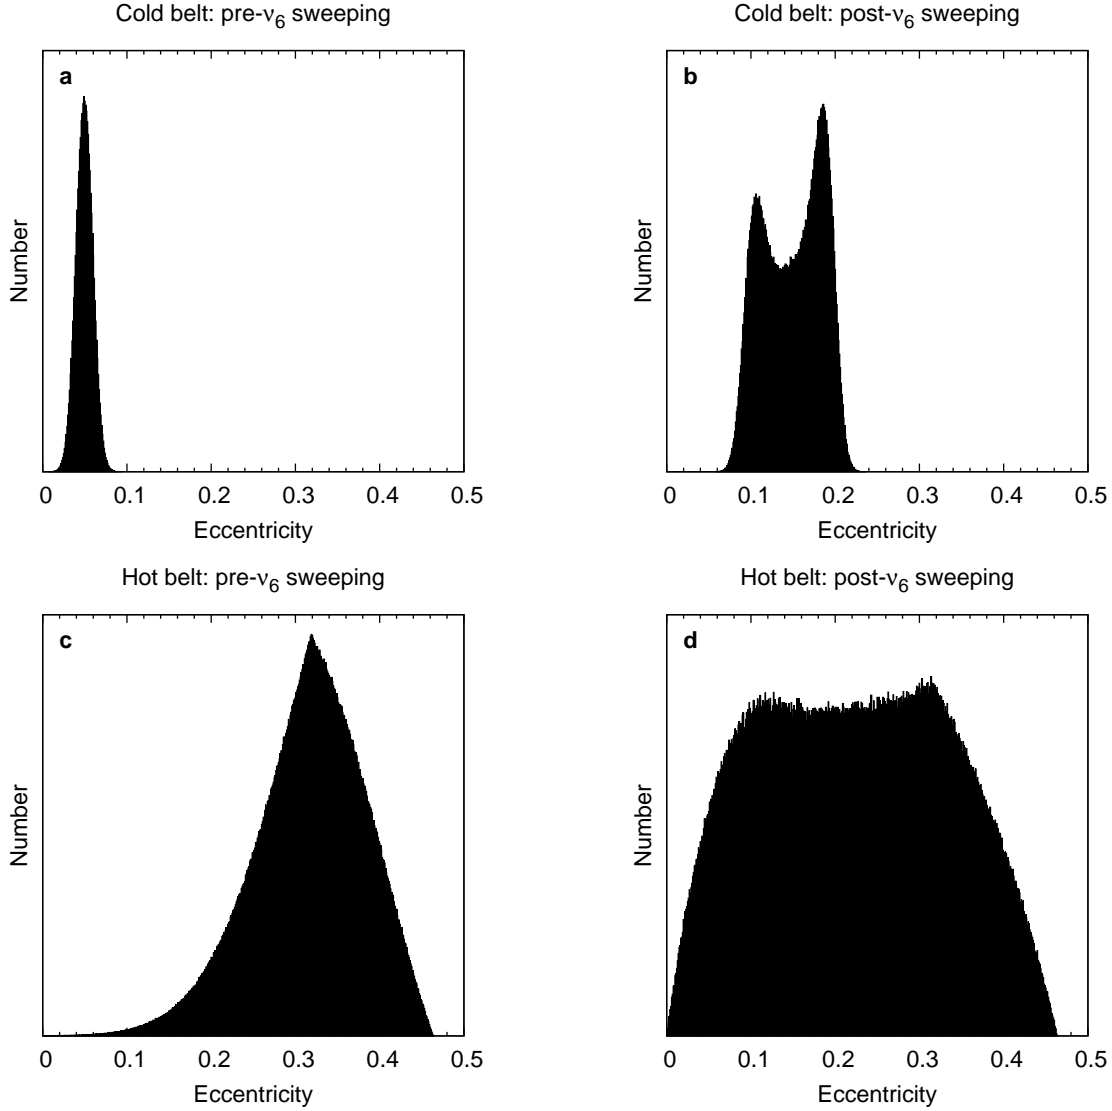 Cold belt: pre-ν6 sweeping
a
Number
0 0.1 0.2 0.3 0.4 0.5
Eccentricity
Cold belt: post-ν6 sweeping
b
Number
0 0.1 0.2 0.3 0.4 0.5
Eccentricity
Hot belt: pre-ν6 sweeping
c
Number
0 0.1 0.2 0.3 0.4 0.5
Eccentricity
Hot belt: post-ν6 sweeping
d
Number
0 0.1 0.2 0.3 0.4 0.5
Eccentricity